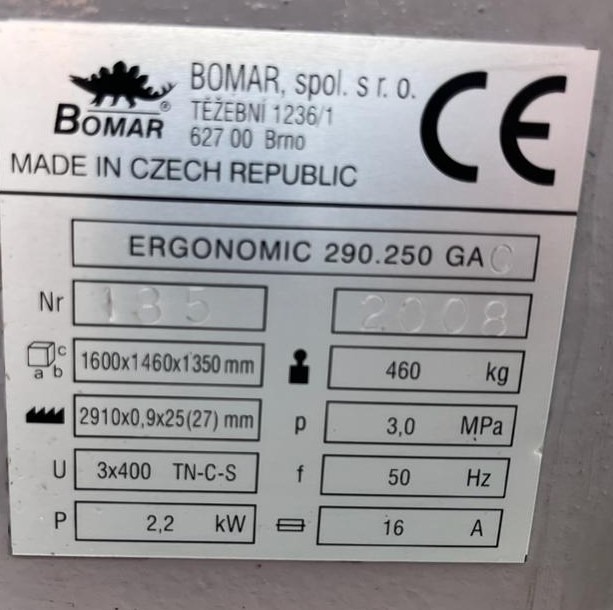 BOMAR®
BOMAR, spol. s r. o.
TĚŽEBNÍ 1236/1
627 00 Brno
MADE IN CZECH REPUBLIC
CE
ERGONOMIC 290.250 GAC
Nr 135 2008
a b c 1600x1460x1350 mm 460 kg
2910x0,9x25(27) mm p 3,0 MPa
U 3x400 TN-C-S f 50 Hz
P 2,2 kW 16 A